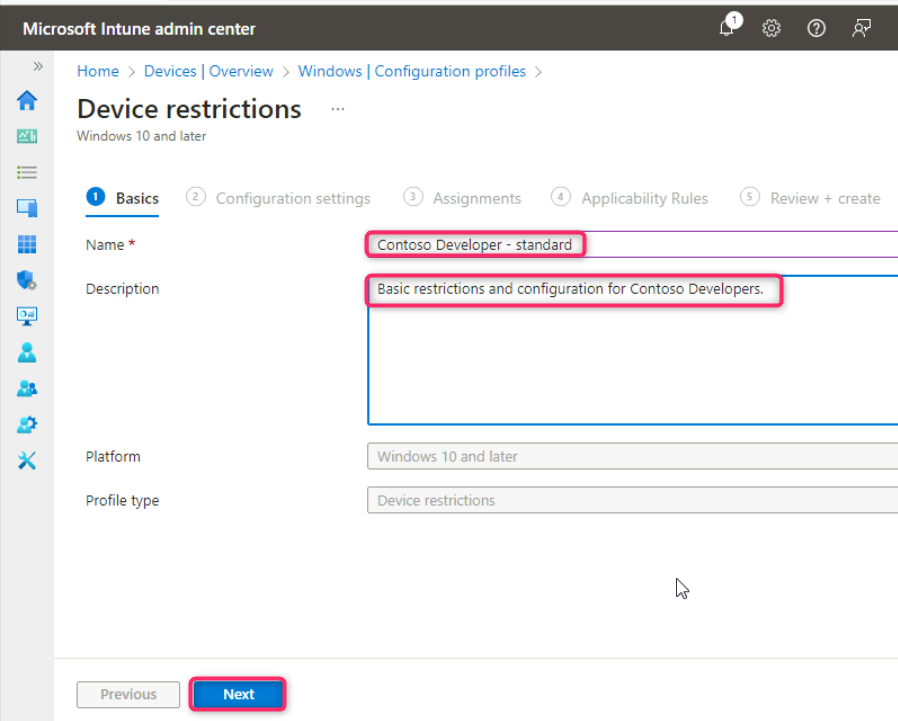 Microsoft Intune admin center
1
Home > Devices | Overview > Windows | Configuration profiles >
Device restrictions ...
Windows 10 and later
1 Basics 2 Configuration settings 3 Assignments 4 Applicability Rules 5 Review + create
Name * Contoso Developer - standard
Description Basic restrictions and configuration for Contoso Developers.
Platform Windows 10 and later
Profile type Device restrictions
Previous Next